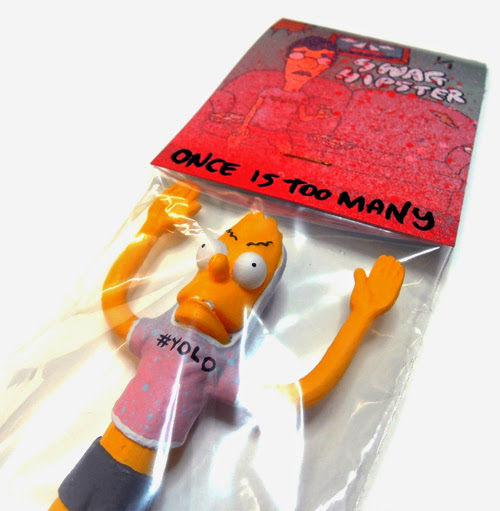 SWAG
HIPSTER
ONCE IS TOO MANY
#YOLO